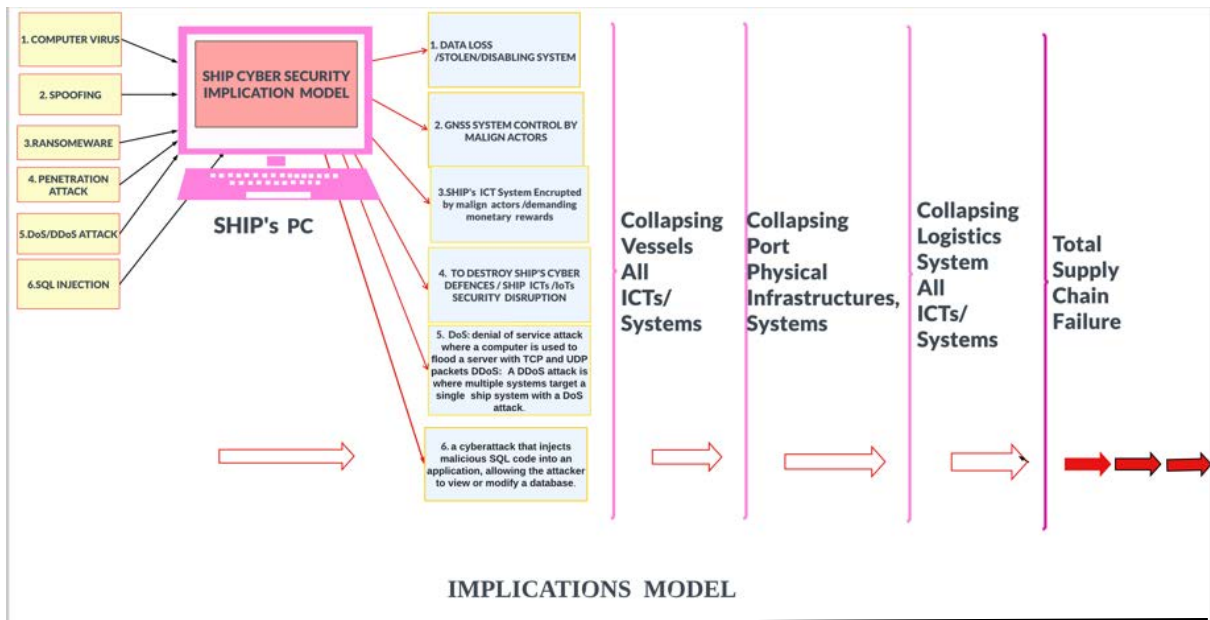 1. COMPUTER VIRUS
2. SPOOFING
3.RANSOMEWARE
4. PENETRATION
ATTACK
5.DoS/DDoS ATTACK
6.SQL INJECTION
SHIP CYBER SECURITY
IMPLICATION MODEL
SHIP's PC
1. DATA LOSS
/STOLEN/DISABLING SYSTEM
2. GNSS SYSTEM CONTROL BY
MALIGN ACTORS
3.SHIP's ICT System Encrupted
by malign actors /demanding
monetary rewards
4. TO DESTROY SHIP'S CYBER
DEFENCES / SHIP ICTs /IoTs
SECURITY DISRUPTION
5. DoS: denial of service attack
where a computer is used to
flood a server with TCP and UDP
packets DDoS: A DDoS attack is
where multiple systems target a
single ship system with a DoS
attack.
6. a cyberattack that injects
malicious SQL code into an
application, allowing the attacker
to view or modify a database.
Collapsing
Vessels
All
ICTs/
Systems
Collapsing
Port
Physical
Infrastructures,
Systems
Collapsing
Logistics
System
All
ICTs/
Systems
Total
Supply
Chain
Failure
IMPLICATIONS MODEL